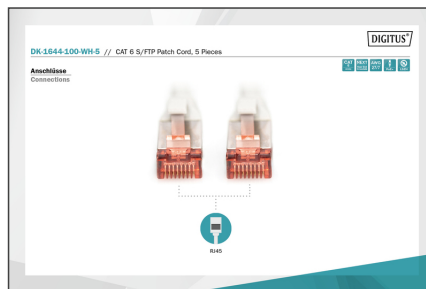 DIGITUS®
DK-1644-100-WH-5 // CAT 6 S/FTP Patch Cord, 5 Pieces
Anschlüsse
Connections
RJ45